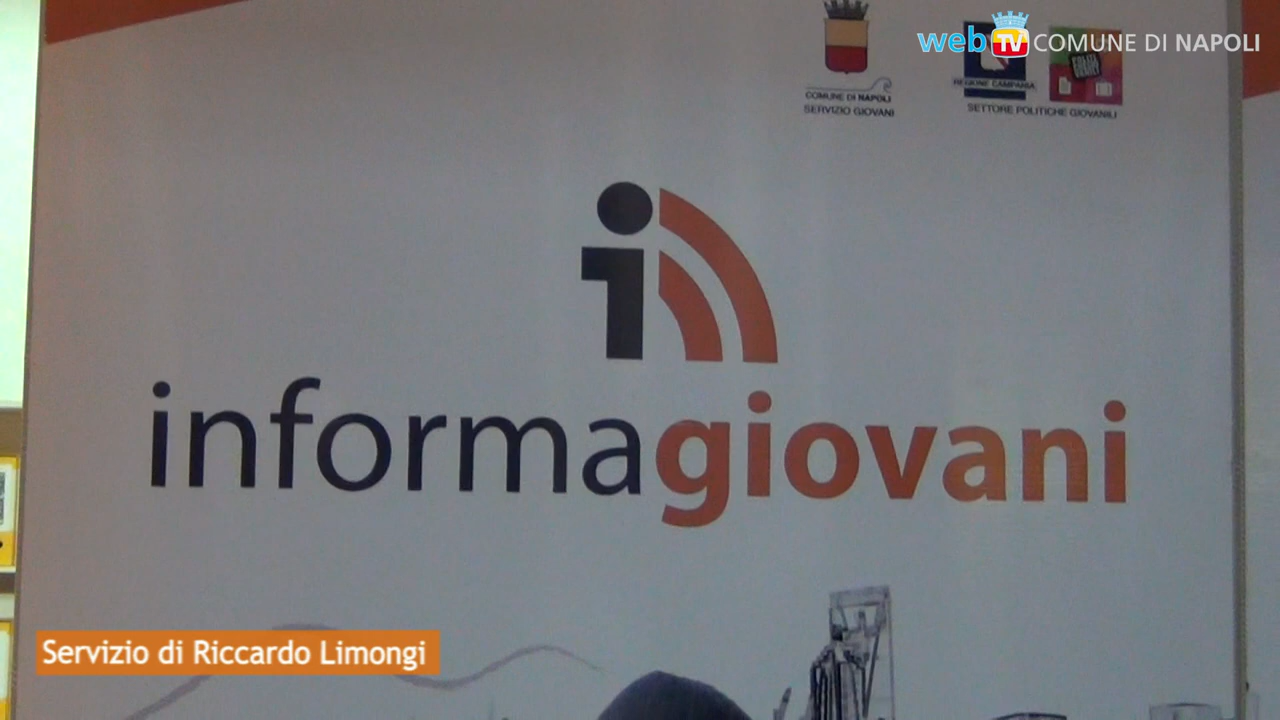 web TV COMUNE DI NAPOLI
COMUNE DI NAPOLI
SERVIZIO GIOVANI
REGIONE CAMPANIA
SETTORE POLITICHE GIOVANILI
i
informagiovani
Servizio di Riccardo Limongi